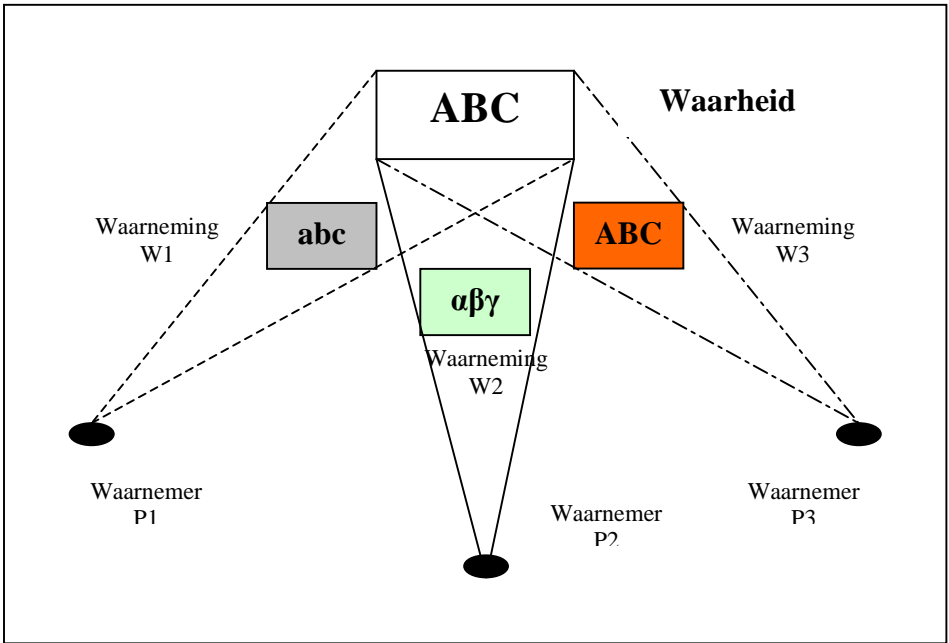 ABC
Waarheid
Waarneming
W1
abc
ABC
Waarneming
W3
αβγ
Waarneming
W2
Waarnemer
P1
Waarnemer
P2
Waarnemer
P3